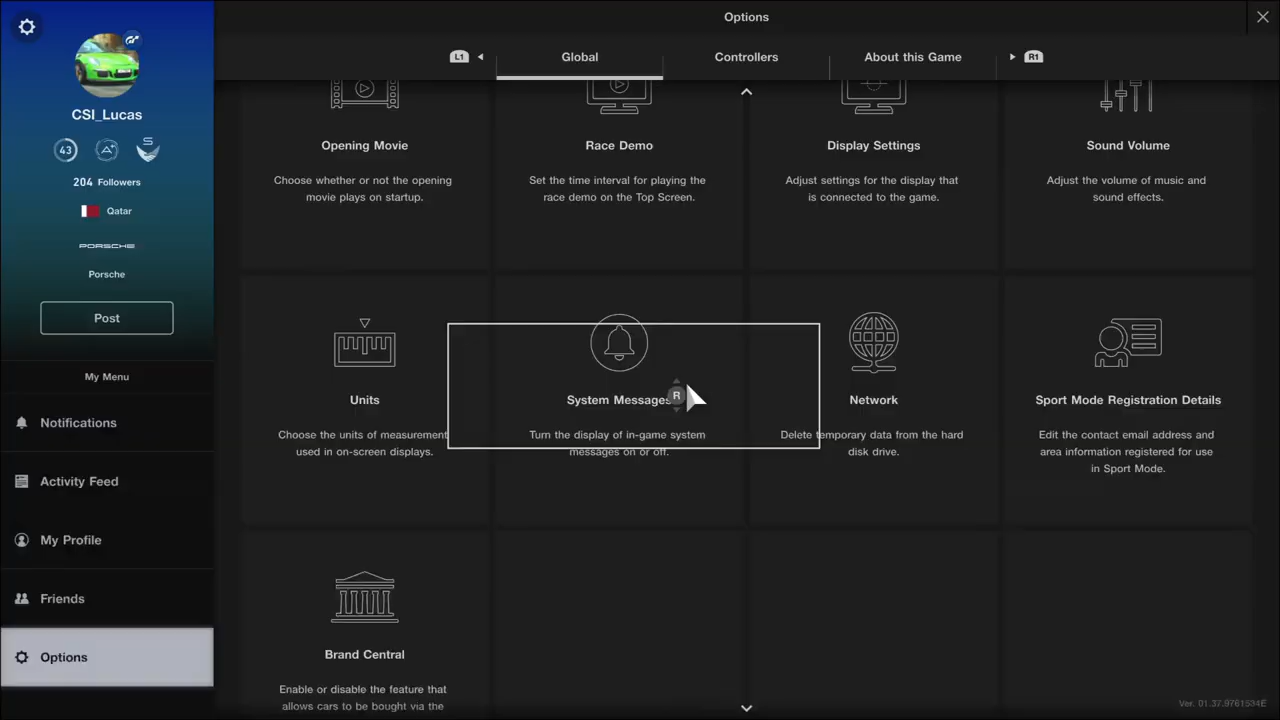 Options
L1
Global
Controllers
About this Game
R1
CSI_Lucas
43
A+
S
204 Followers
Qatar
PORSCHE
Porsche
Post
My Menu
Notifications
Activity Feed
My Profile
Friends
Options
Opening Movie
Choose whether or not the opening
movie plays on startup.
Race Demo
Set the time interval for playing the
race demo on the Top Screen.
Display Settings
Adjust settings for the display that
is connected to the game.
Sound Volume
Adjust the volume of music and
sound effects.
Units
Choose the units of measurement
used in on-screen displays.
System Messages
R
Turn the display of in-game system
messages on or off.
Network
Delete temporary data from the hard
disk drive.
Sport Mode Registration Details
Edit the contact email address and
area information registered for use
in Sport Mode.
Brand Central
Enable or disable the feature that
allows cars to be bought via the
Ver. 01.37.9761534E